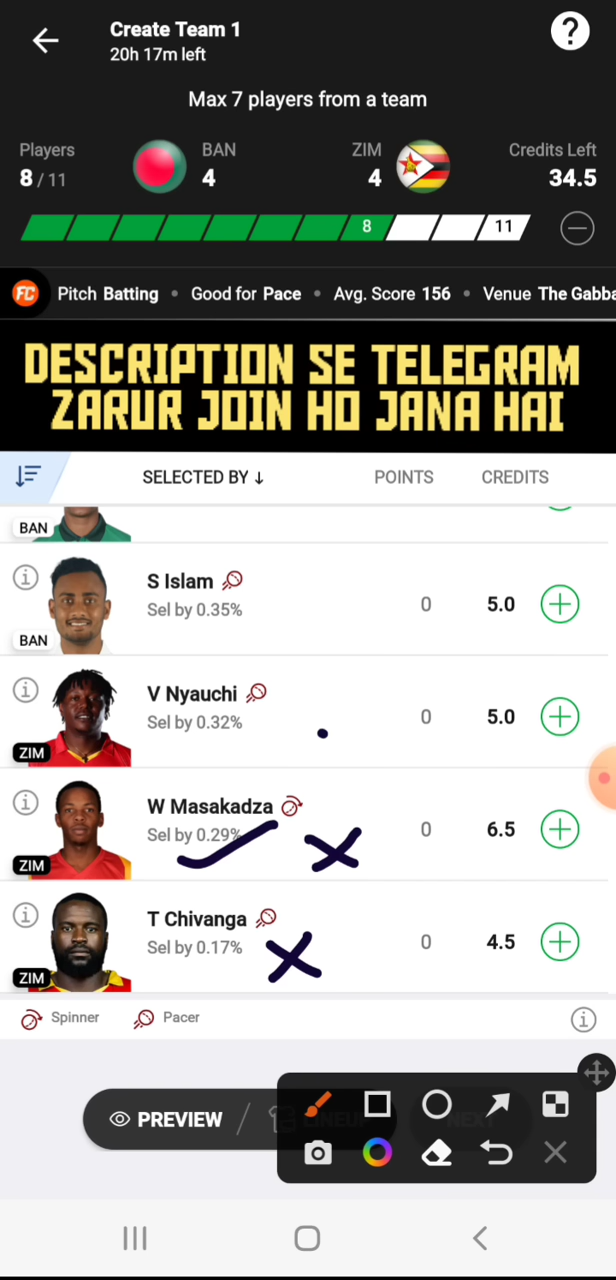 Create Team 1
20h 17m left
?
Max 7 players from a team
Players BAN ZIM Credits Left
8 / 11 4 4 34.5
8 11
FC Pitch Batting • Good for Pace • Avg. Score 156 • Venue The Gabba
DESCRIPTION SE TELEGRAM
ZARUR JOIN HO JANA HAI
SELECTED BY ↓ POINTS CREDITS
BAN
S Islam
Sel by 0.35% 0 5.0
BAN
V Nyauchi
Sel by 0.32% 0 5.0
ZIM
W Masakadza
Sel by 0.29% 0 6.5
ZIM
T Chivanga
Sel by 0.17% 0 4.5
ZIM
Spinner Pacer
PREVIEW / LINEUP NEXT